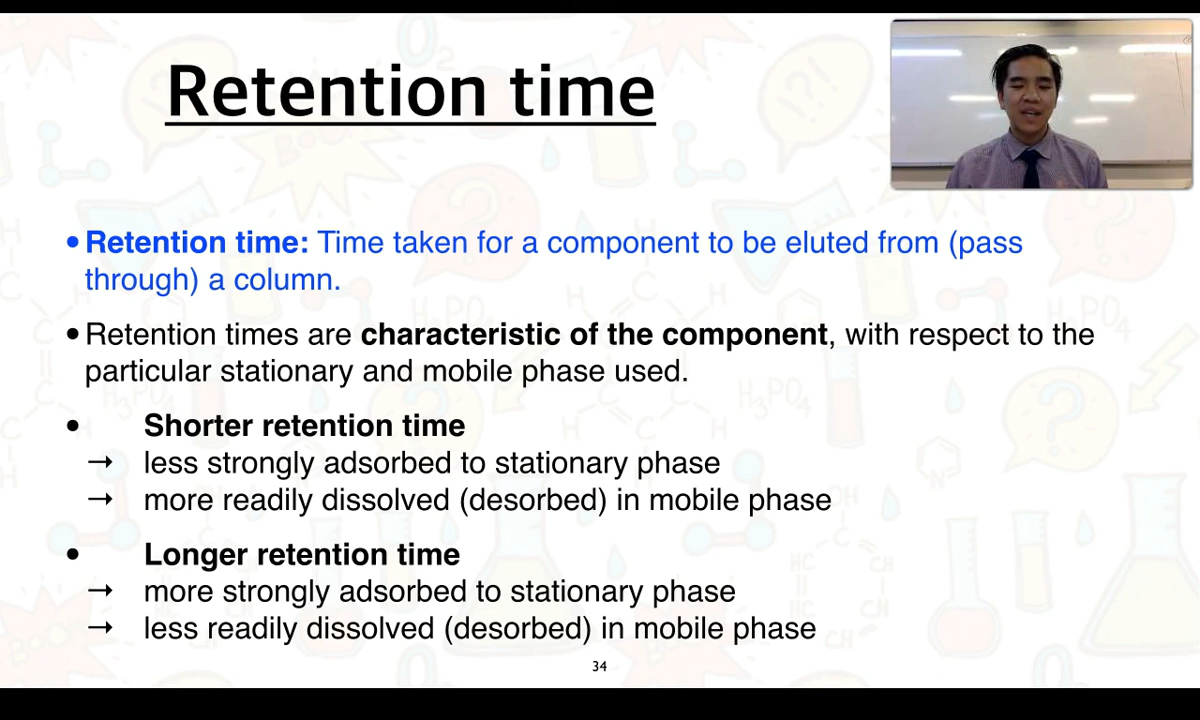 Retention time
•Retention time: Time taken for a component to be eluted from (pass
through) a column.
•Retention times are characteristic of the component, with respect to the
particular stationary and mobile phase used.
• Shorter retention time
→ less strongly adsorbed to stationary phase
→ more readily dissolved (desorbed) in mobile phase
• Longer retention time
→ more strongly adsorbed to stationary phase
→ less readily dissolved (desorbed) in mobile phase
34